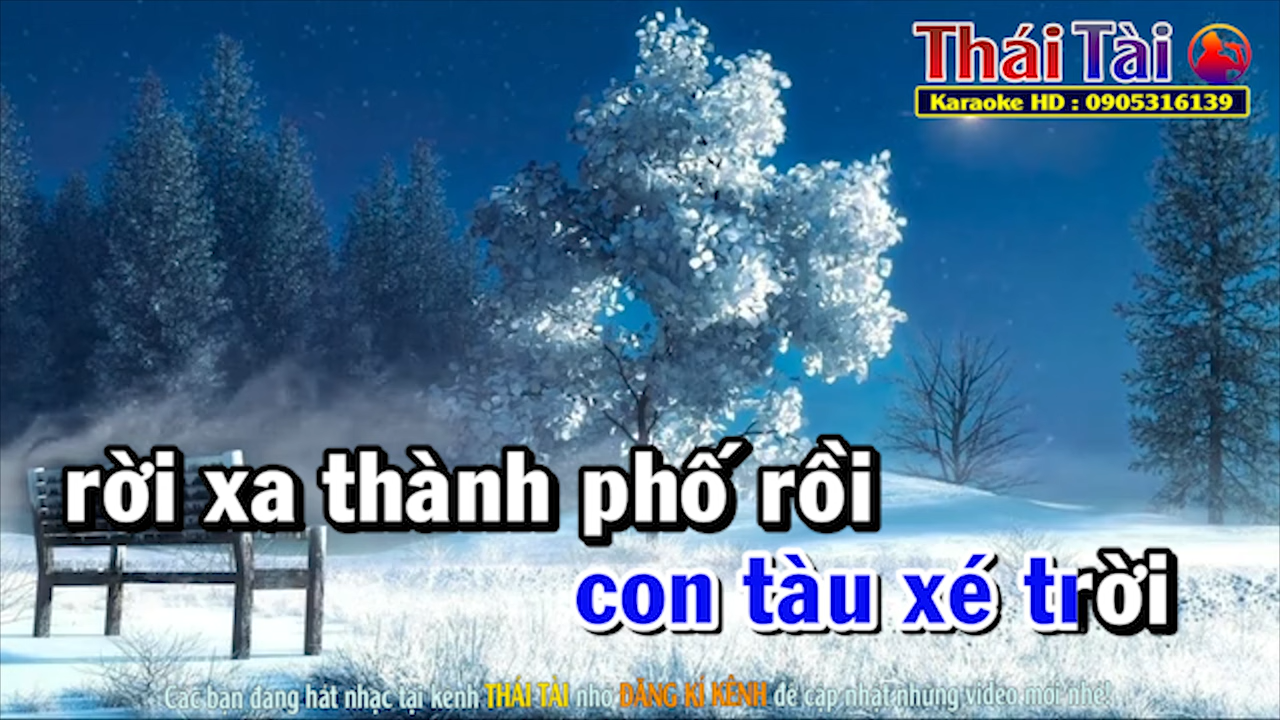 Thái Tài
Karaoke HD : 0905316139
rời xa thành phố rồi
con tàu xé trời
Các bạn đang hát nhạc tại kênh THÁI TÀI nhớ ĐĂNG KÍ KÊNH để cập nhật những video mới nhé!